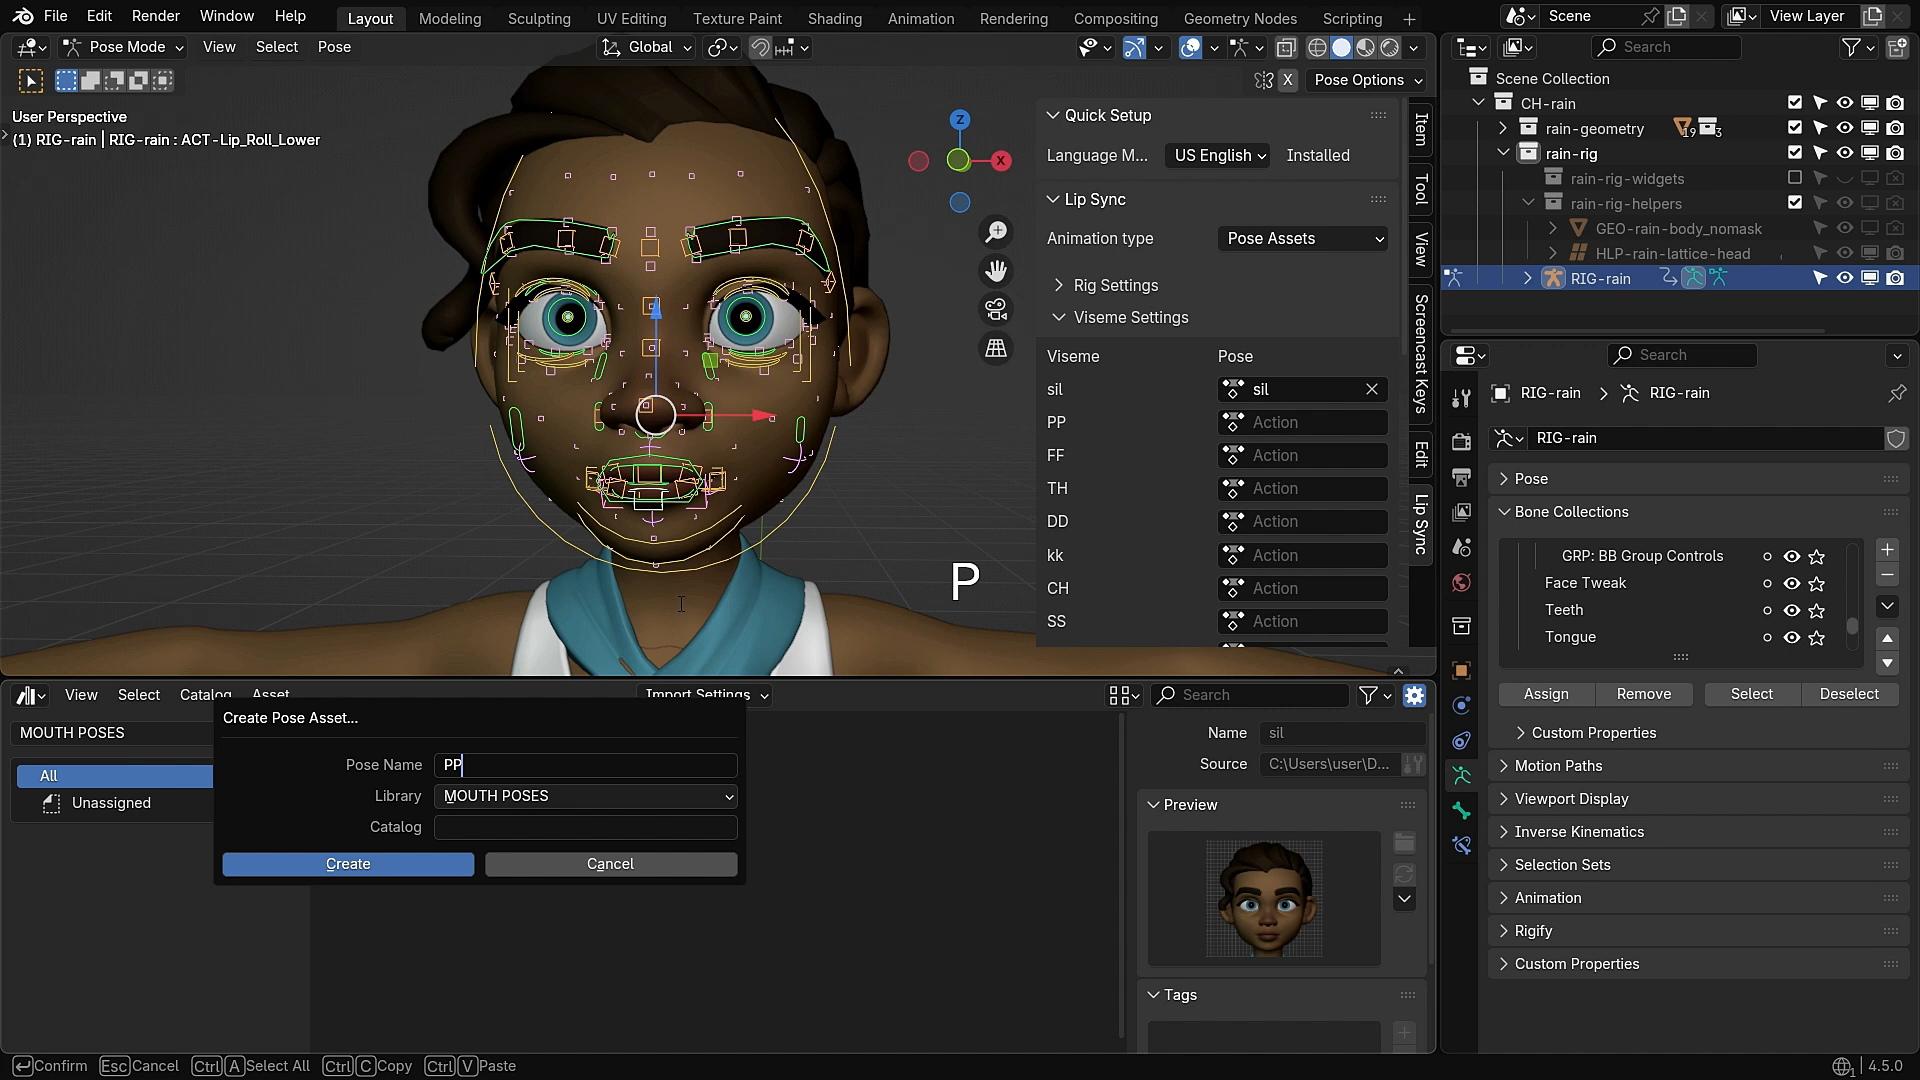 File Edit Render Window Help
Layout Modeling Sculpting UV Editing Texture Paint Shading Animation Rendering Compositing Geometry Nodes Scripting +
Scene
View Layer
Pose Mode View Select Pose
Global
Search
X Pose Options
User Perspective
(1) RIG-rain | RIG-rain : ACT-Lip_Roll_Lower
Z
X
Quick Setup
Language M... US English Installed
Lip Sync
Animation type Pose Assets
Rig Settings
Viseme Settings
Viseme Pose
sil sil
PP Action
FF Action
TH Action
DD Action
kk Action
CH Action
SS Action
Item
Tool
View
Screencast Keys
Edit
Lip Sync
P
Scene Collection
CH-rain
rain-geometry 19 3
rain-rig
rain-rig-widgets
rain-rig-helpers
GEO-rain-body_nomask
HLP-rain-lattice-head
RIG-rain
Search
RIG-rain > RIG-rain
RIG-rain
Pose
Bone Collections
GRP: BB Group Controls
Face Tweak
Teeth
Tongue
Assign Remove Select Deselect
Custom Properties
Motion Paths
Viewport Display
Inverse Kinematics
Selection Sets
Animation
Rigify
Custom Properties
View Select Catalog Asset Import Settings Search
MOUTH POSES
All
Unassigned
Create Pose Asset...
Pose Name PP
Library MOUTH POSES
Catalog
Create Cancel
Name sil
Source C:\Users\user\D...
Preview
Tags
Confirm Esc Cancel Ctrl A Select All Ctrl C Copy Ctrl V Paste
1 4.5.0